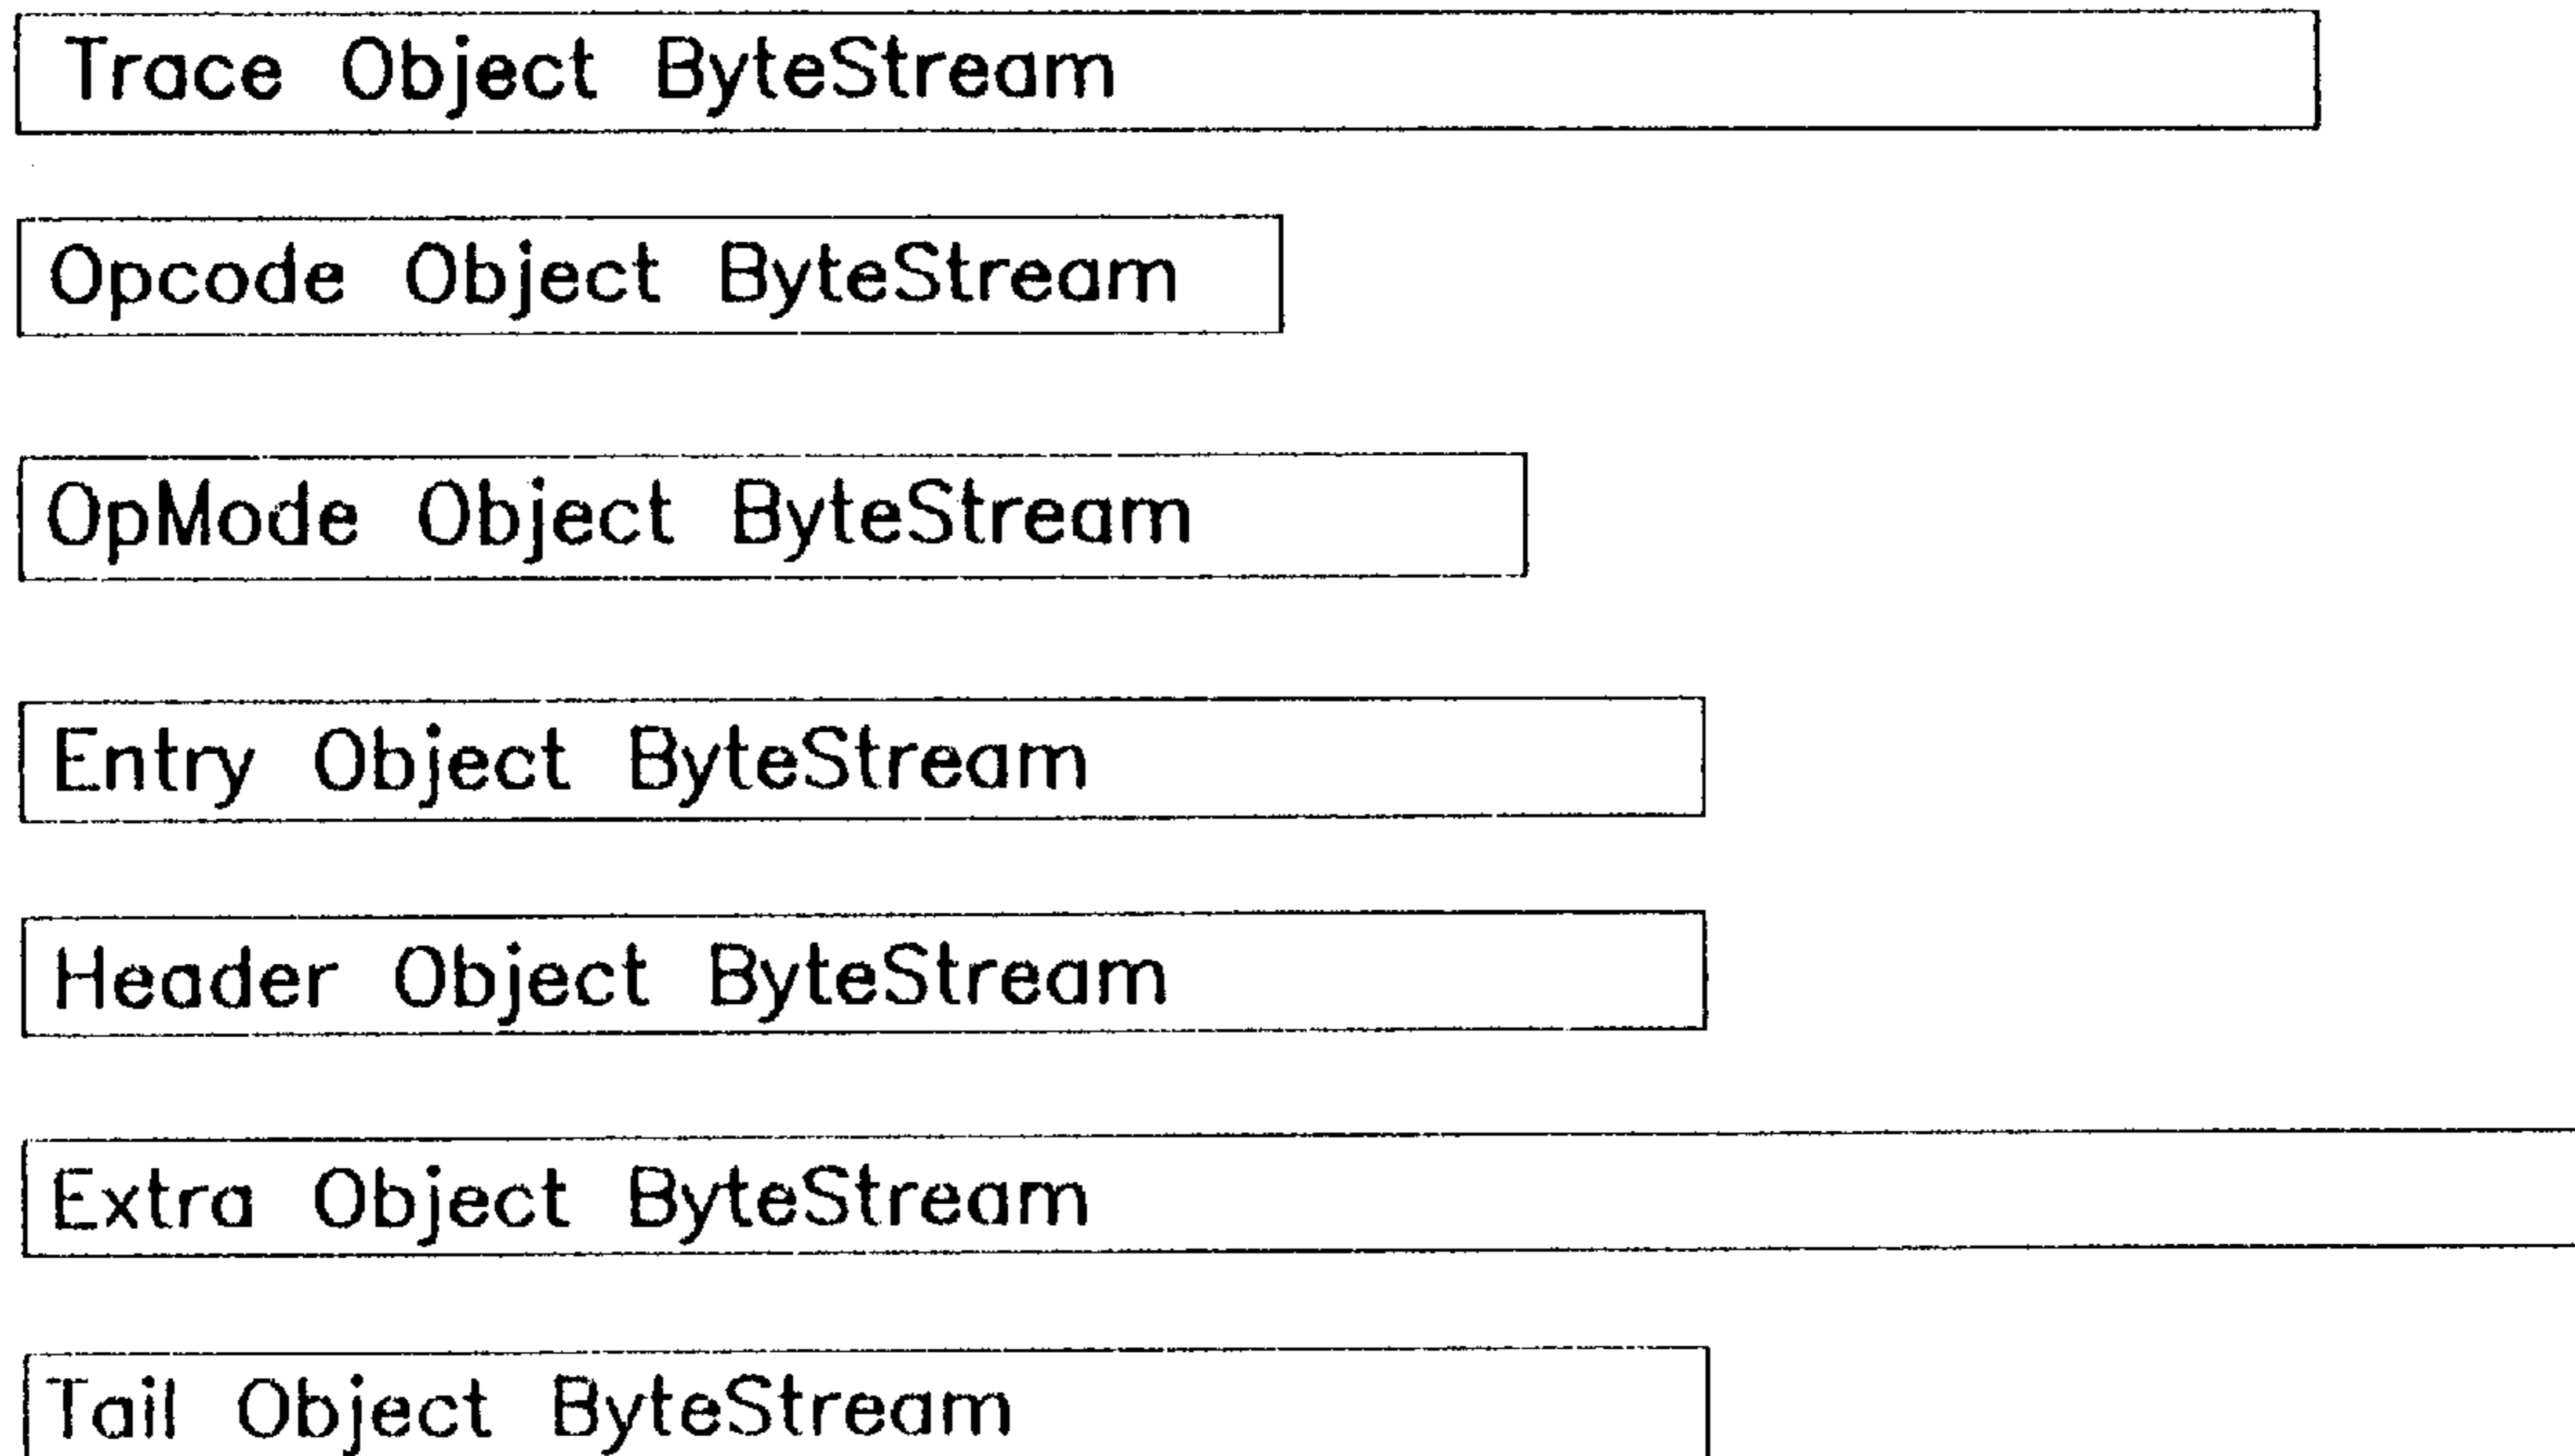 Trace Object ByteStream
Opcode Object ByteStream
OpMode Object ByteStream
Entry Object ByteStream
Header Object ByteStream
Extra Object ByteStream
Tail Object ByteStream